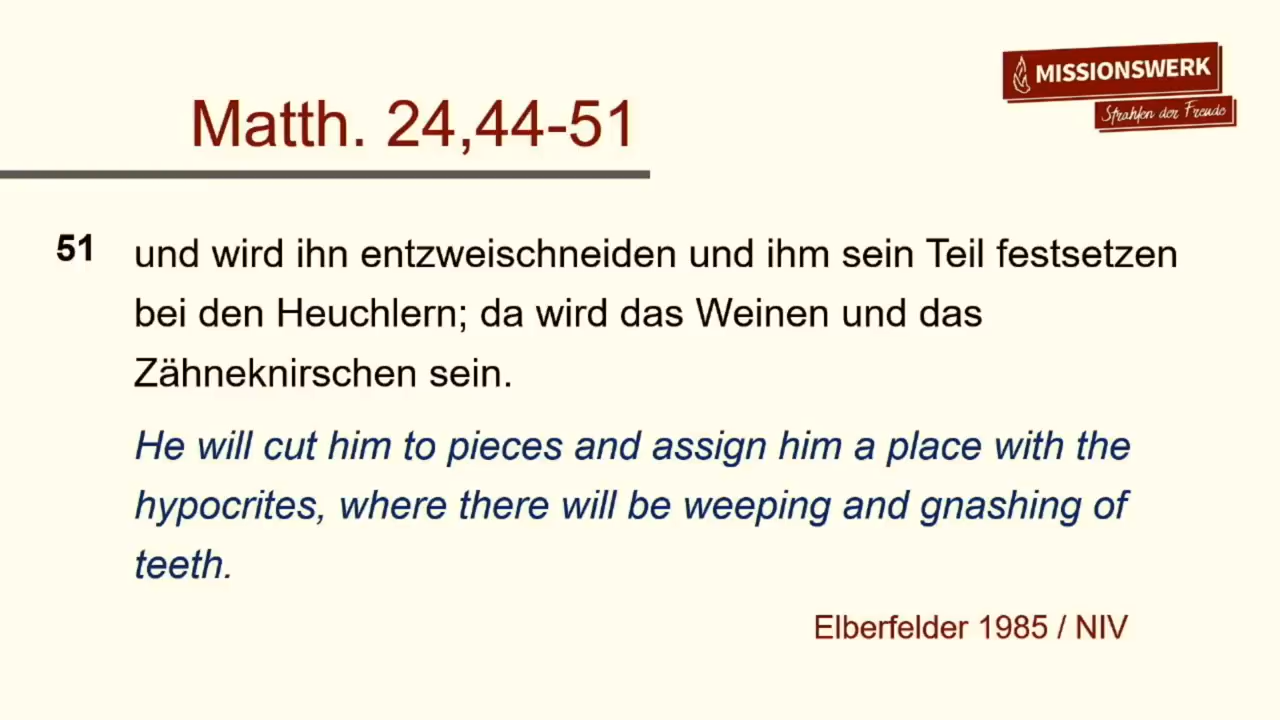 MISSIONSWERK
Strahlen der Freude
Matth. 24,44-51
51 und wird ihn entzweischneiden und ihm sein Teil festsetzen
bei den Heuchlern; da wird das Weinen und das
Zähneknirschen sein.
He will cut him to pieces and assign him a place with the
hypocrites, where there will be weeping and gnashing of
teeth.
Elberfelder 1985 / NIV